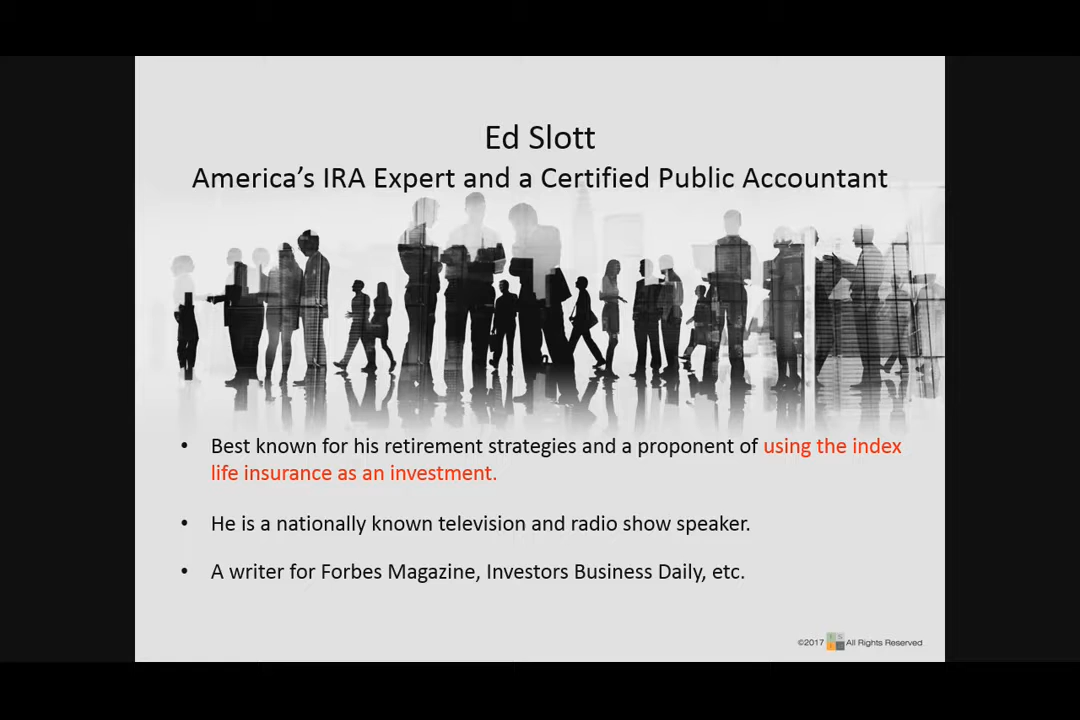 Ed Slott
America's IRA Expert and a Certified Public Accountant
• Best known for his retirement strategies and a proponent of using the index
life insurance as an investment.
• He is a nationally known television and radio show speaker.
• A writer for Forbes Magazine, Investors Business Daily, etc.
©2017 All Rights Reserved